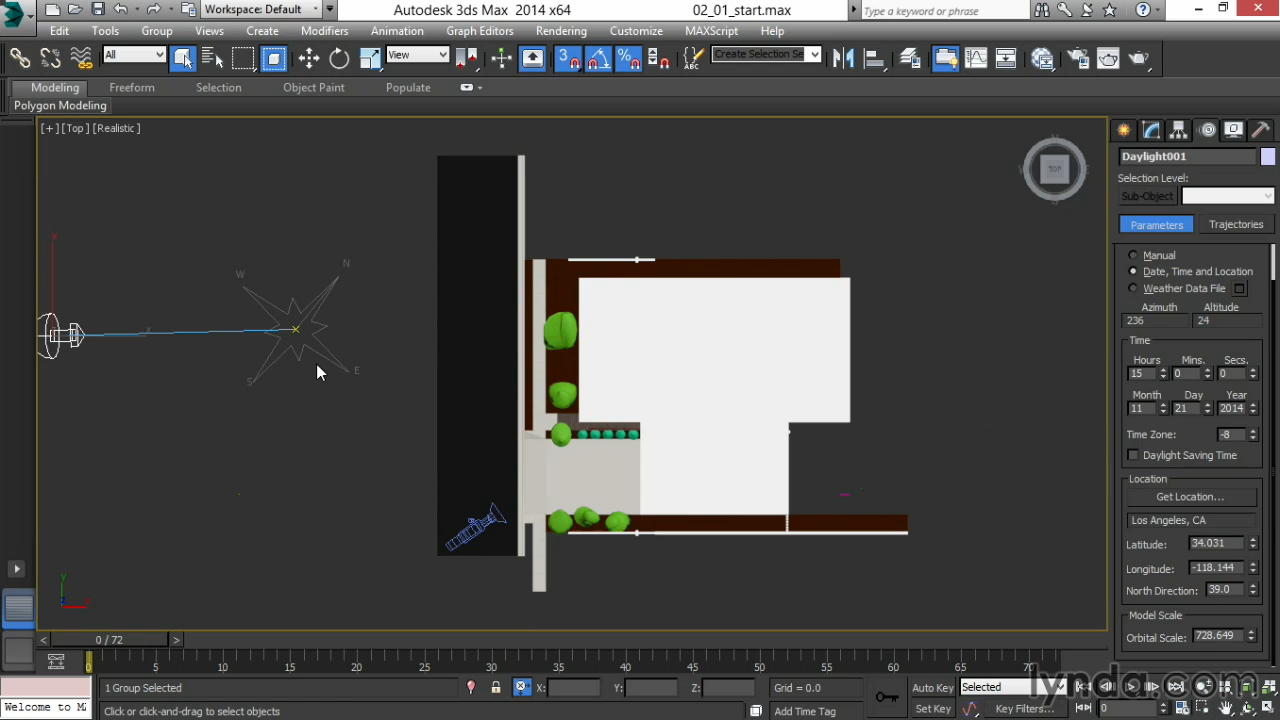 Workspace: Default
Autodesk 3ds Max 2014 x64
02_01_start.max
Type a keyword or phrase
Edit Tools Group Views Create Modifiers Animation Graph Editors Rendering Customize MAXScript Help
All
View
3
%
ABC
Create Selection Se
Modeling Freeform Selection Object Paint Populate
Polygon Modeling
[+] [Top] [Realistic]
N
TOP
Daylight001
Selection Level:
Sub-Object
Parameters Trajectories
Manual
Date, Time and Location
Weather Data File
Azimuth Altitude
236 24
Time
Hours Mins. Secs.
15 0 0
Month Day Year
11 21 2014
Time Zone: -8
Daylight Saving Time
Location
Get Location...
Los Angeles, CA
Latitude: 34.031
Longitude: -118.144
North Direction: 39.0
Model Scale
Orbital Scale: 728.649
W N
S E
y
x
y
x
< 0 / 72 >
0 5 10 15 20 25 30 35 40 45 50 55 60 65 70
1 Group Selected X: Y: Z: Grid = 0.0 Auto Key Selected
Welcome to MA Click or click-and-drag to select objects Add Time Tag Set Key Key Filters... 0
lynda.com